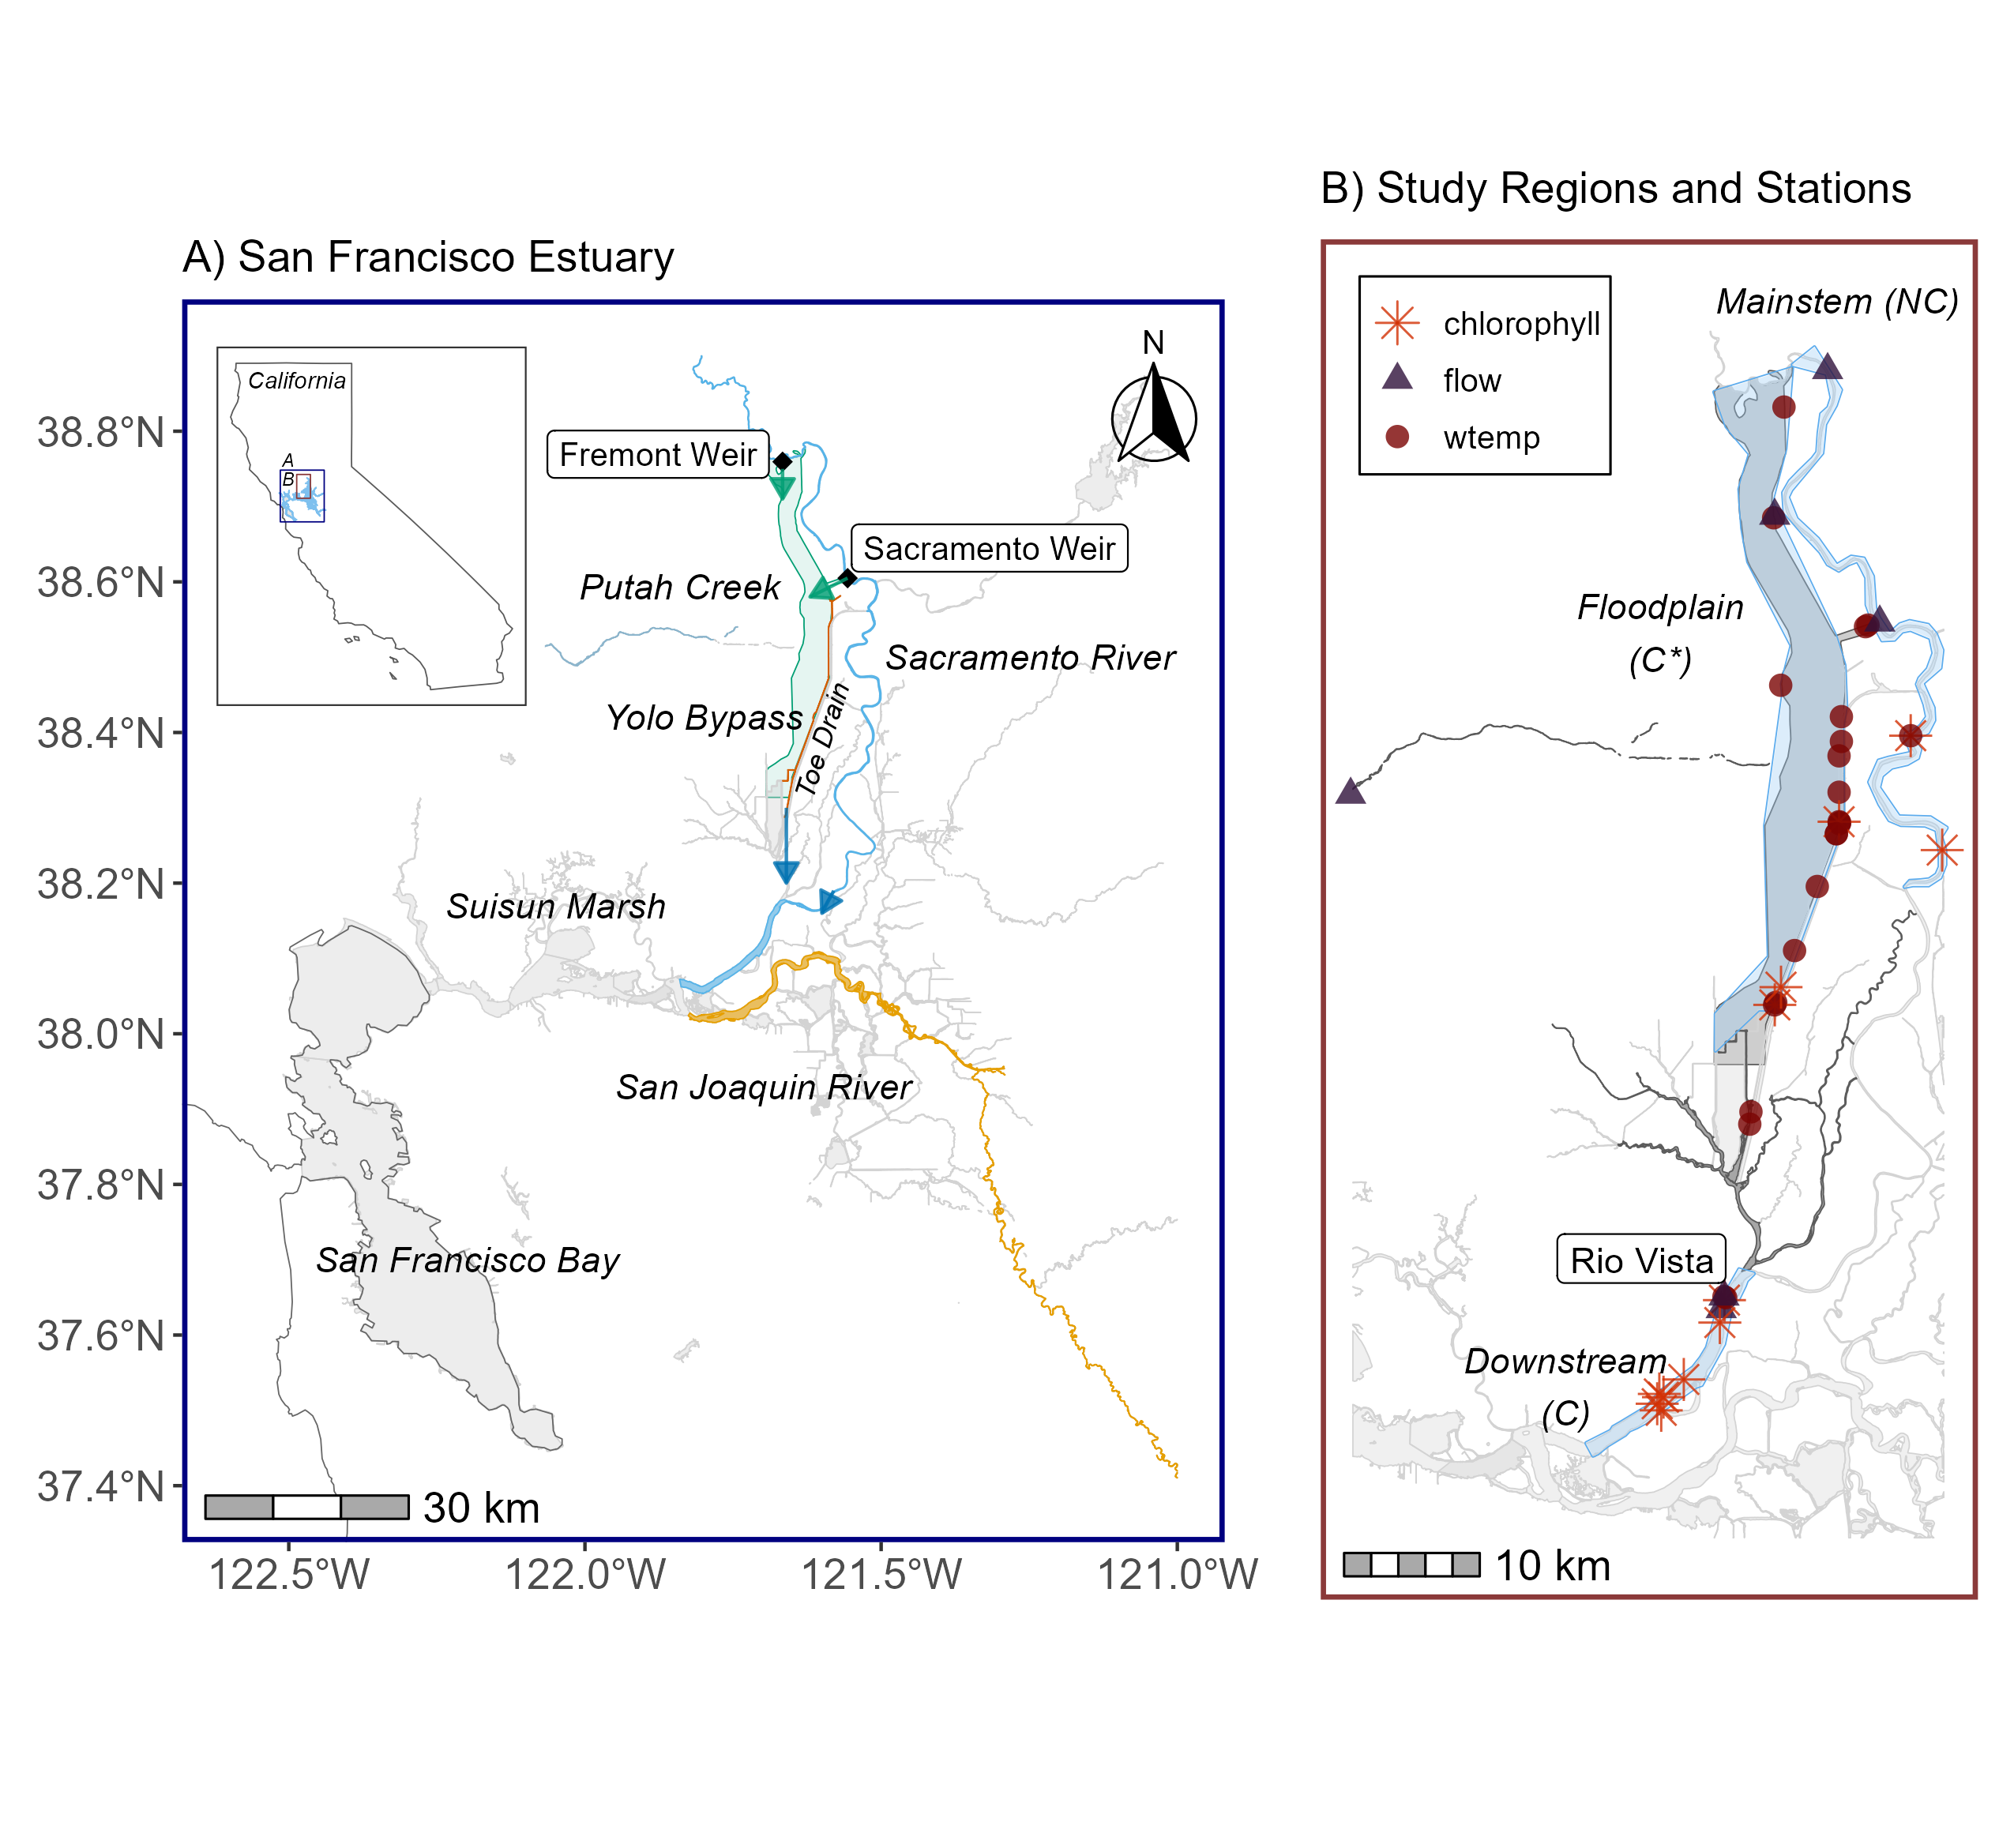 B) Study Regions and Stations
A) San Francisco Estuary
California
A
B
N
Fremont Weir
Sacramento Weir
Putah Creek
Sacramento River
Yolo Bypass
Toe Drain
Suisun Marsh
San Joaquin River
San Francisco Bay
30 km
38.8°N
38.6°N
38.4°N
38.2°N
38.0°N
37.8°N
37.6°N
37.4°N
122.5°W
122.0°W
121.5°W
121.0°W
chlorophyll
flow
wtemp
Mainstem (NC)
Floodplain
(C*)
Rio Vista
Downstream
(C)
10 km